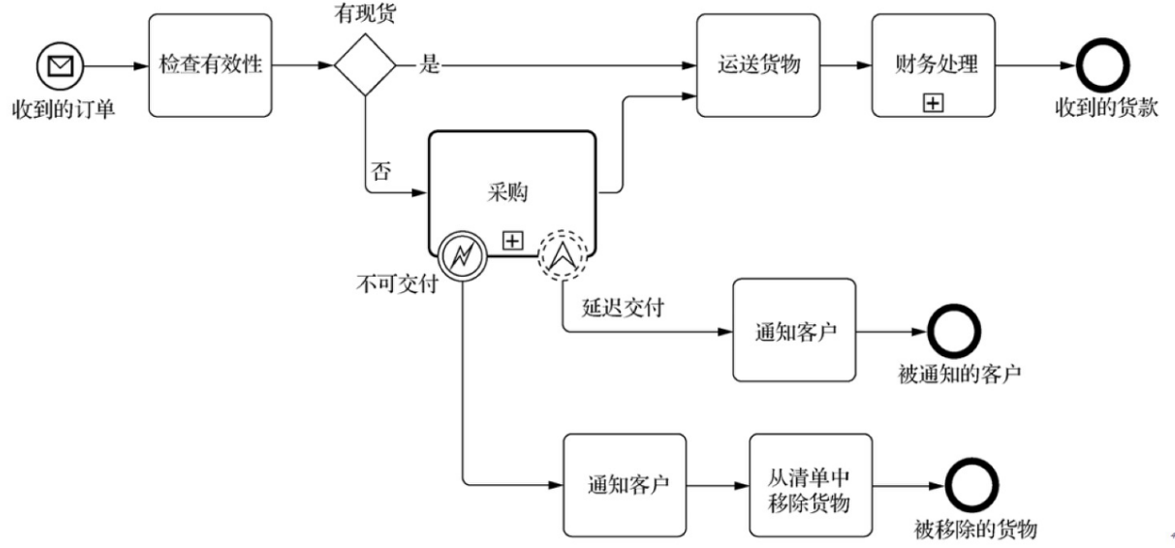 有现货
检查有效性
是
运送货物
财务处理
收到的订单
收到的货款
否
采购
不可交付
延迟交付
通知客户
被通知的客户
通知客户
从清单中
移除货物
被移除的货物